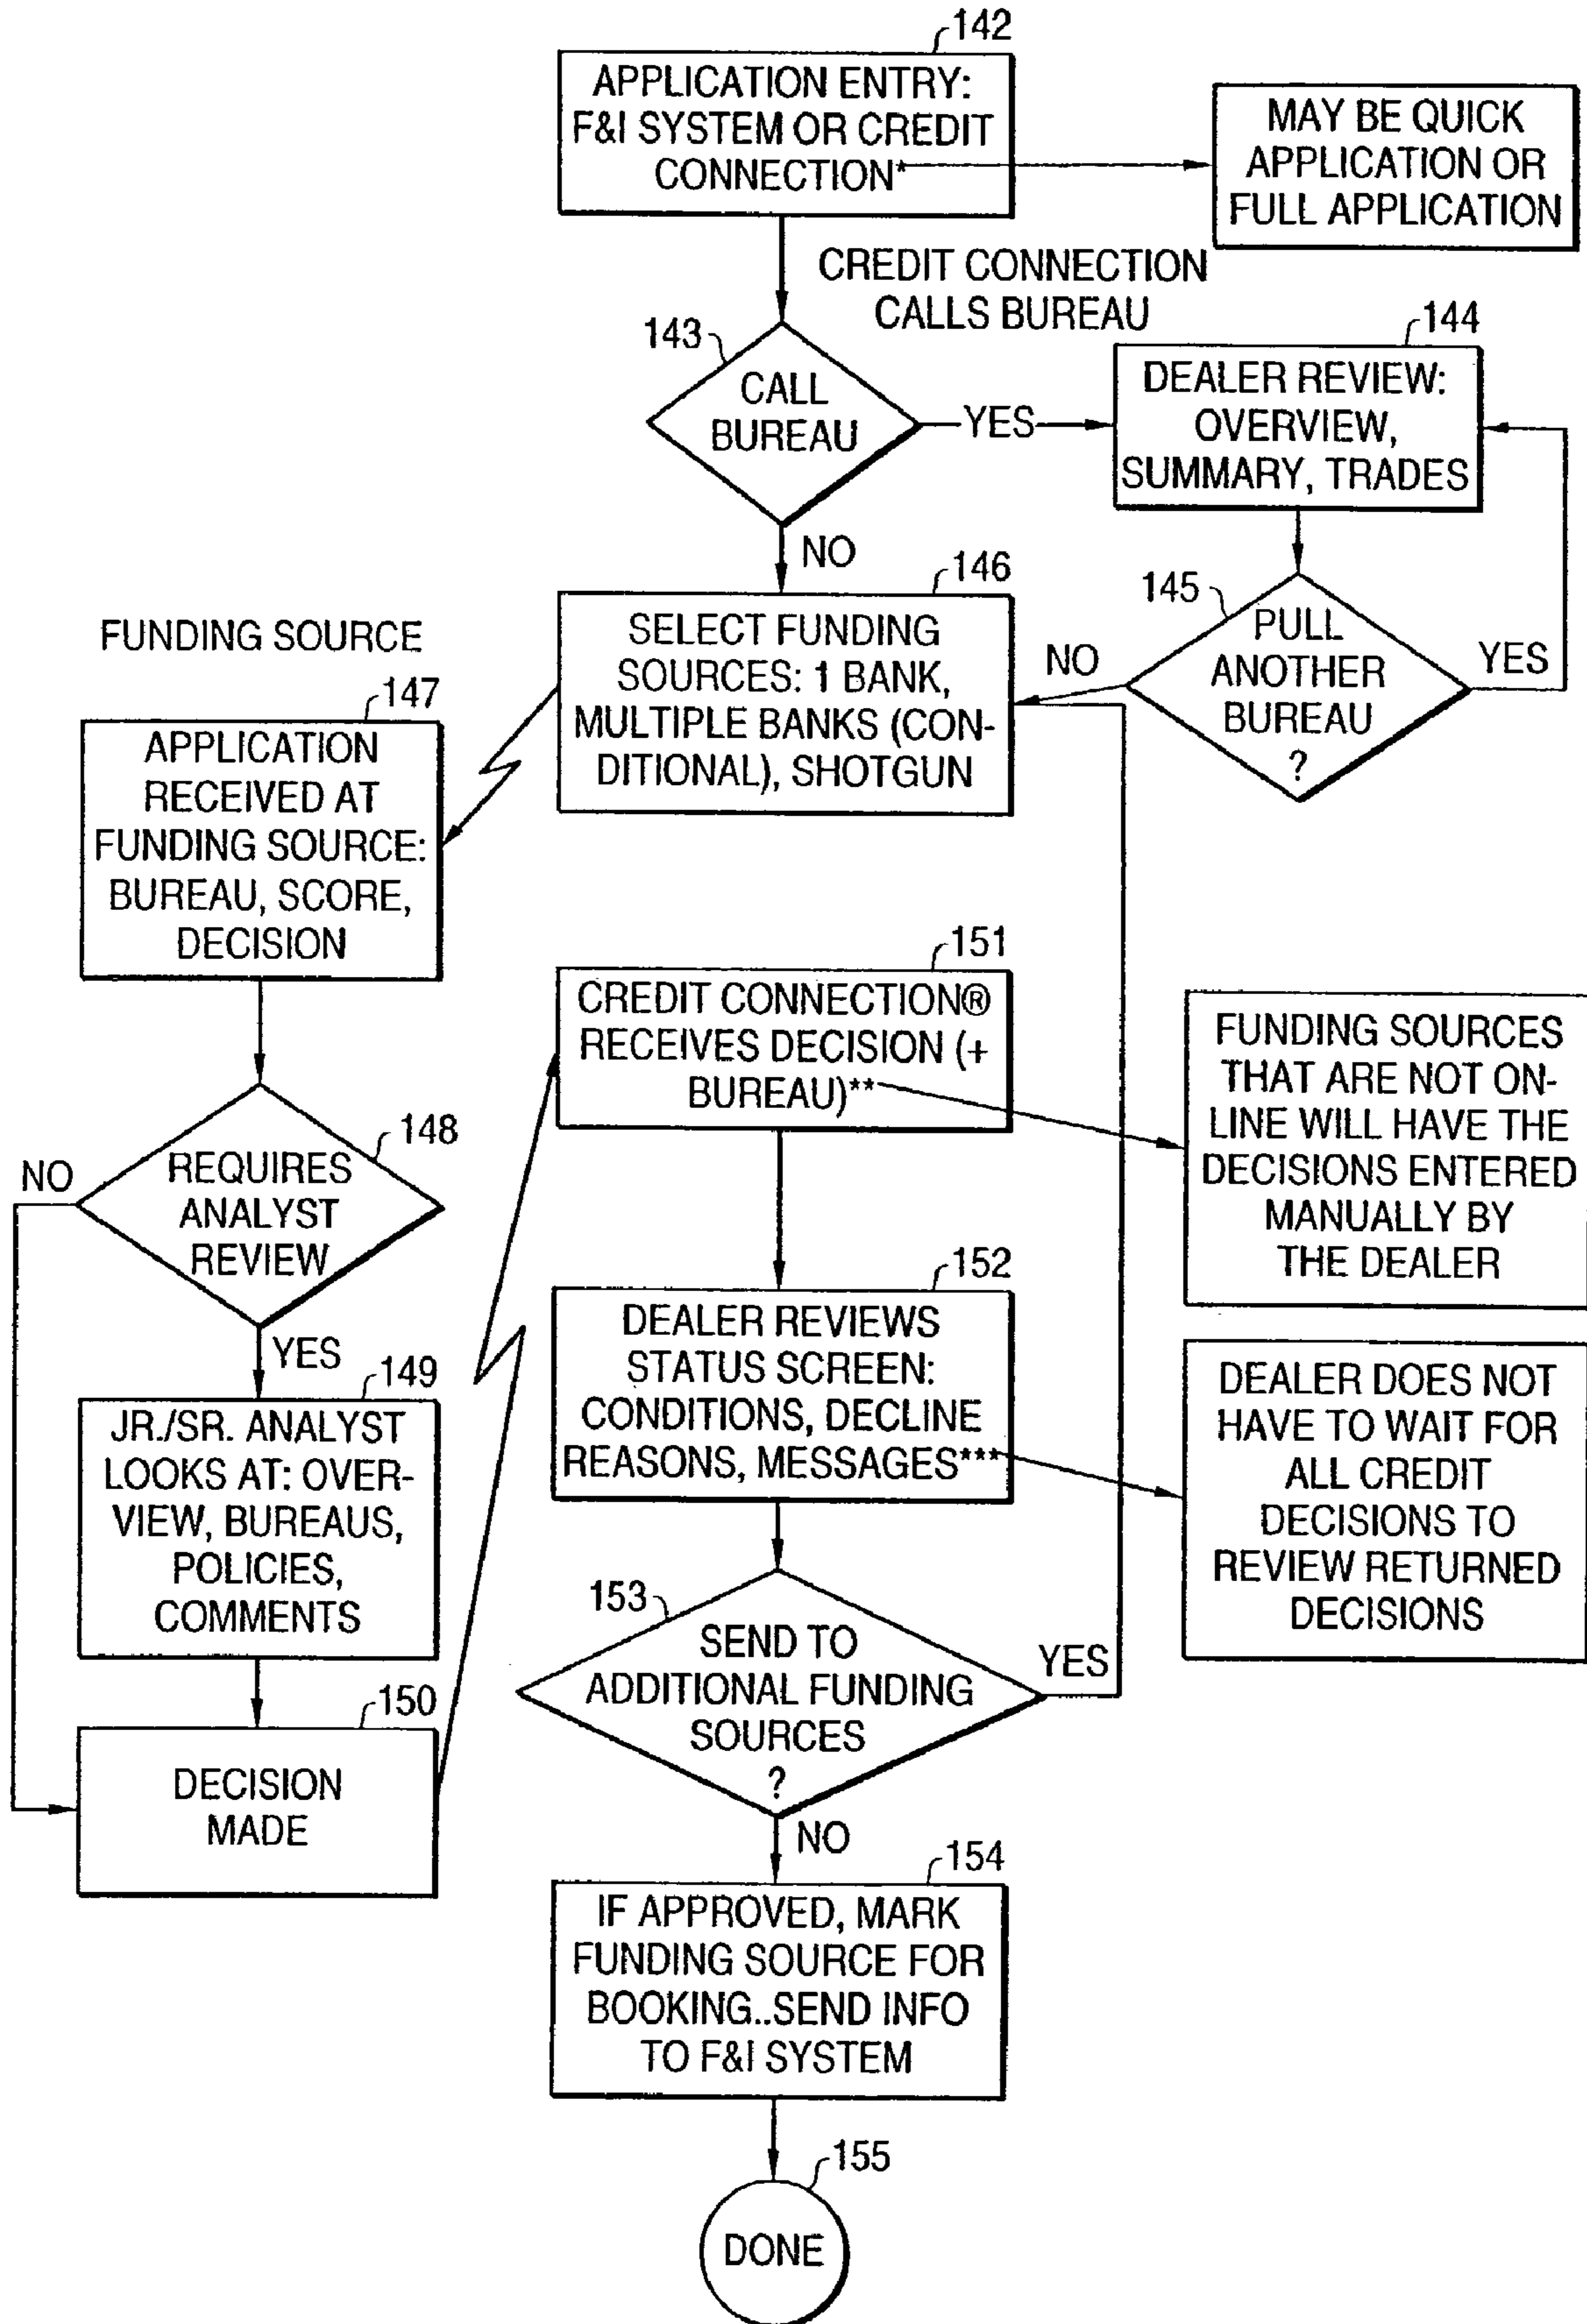 142
APPLICATION ENTRY:
F&I SYSTEM OR CREDIT
CONNECTION*
MAY BE QUICK
APPLICATION OR
FULL APPLICATION
CREDIT CONNECTION
CALLS BUREAU
143
CALL
BUREAU
YES
NO
144
DEALER REVIEW:
OVERVIEW,
SUMMARY, TRADES
145
PULL
ANOTHER
BUREAU
?
YES
NO
146
SELECT FUNDING
SOURCES: 1 BANK,
MULTIPLE BANKS (CON-
DITIONAL), SHOTGUN
FUNDING SOURCE
147
APPLICATION
RECEIVED AT
FUNDING SOURCE:
BUREAU, SCORE,
DECISION
148
REQUIRES
ANALYST
REVIEW
NO
YES
149
JR./SR. ANALYST
LOOKS AT: OVER-
VIEW, BUREAUS,
POLICIES,
COMMENTS
150
DECISION
MADE
151
CREDIT CONNECTION®
RECEIVES DECISION (+
BUREAU)**
FUNDING SOURCES
THAT ARE NOT ON-
LINE WILL HAVE THE
DECISIONS ENTERED
MANUALLY BY
THE DEALER
152
DEALER REVIEWS
STATUS SCREEN:
CONDITIONS, DECLINE
REASONS, MESSAGES***
DEALER DOES NOT
HAVE TO WAIT FOR
ALL CREDIT
DECISIONS TO
REVIEW RETURNED
DECISIONS
153
SEND TO
ADDITIONAL FUNDING
SOURCES
?
YES
NO
154
IF APPROVED, MARK
FUNDING SOURCE FOR
BOOKING..SEND INFO
TO F&I SYSTEM
155
DONE